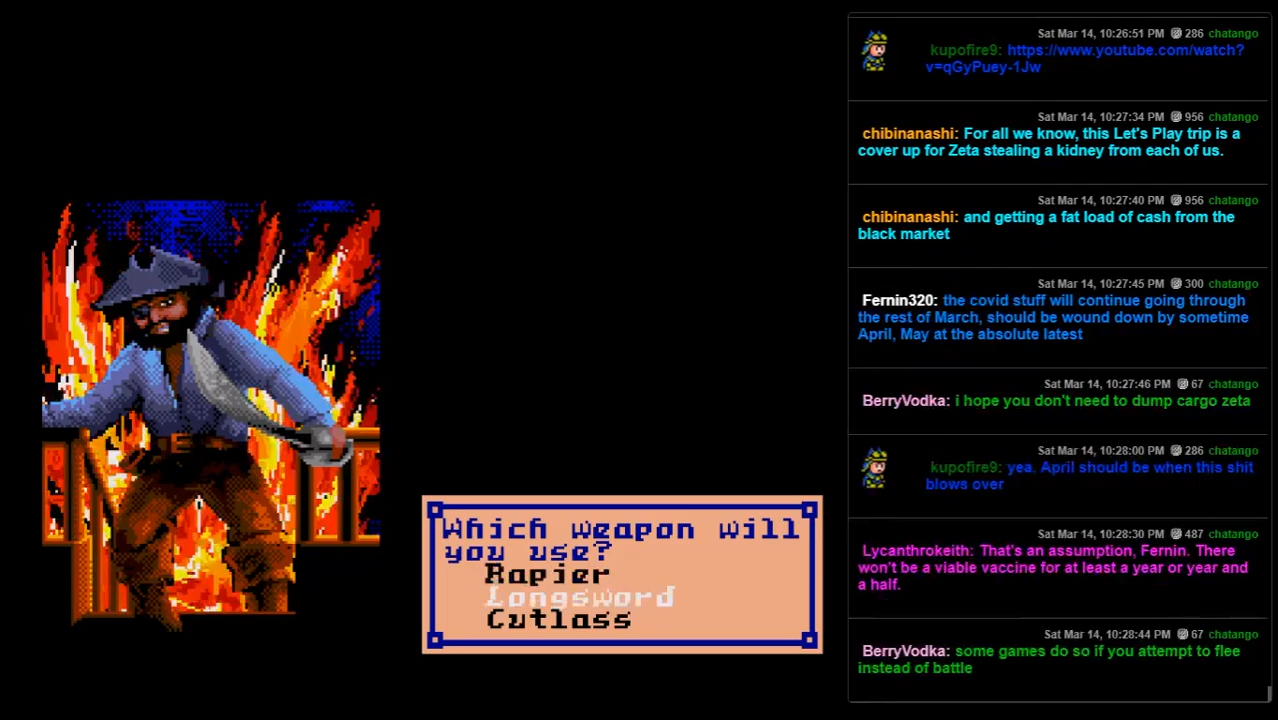 Which weapon will
you use?
Rapier
Longsword
Cutlass
Sat Mar 14, 10:26:51 PM 286 chatango
kupofire9: https://www.youtube.com/watch?
v=qGyPuey-1Jw
Sat Mar 14, 10:27:34 PM 956 chatango
chibinanashi: For all we know, this Let's Play trip is a
cover up for Zeta stealing a kidney from each of us.
Sat Mar 14, 10:27:40 PM 956 chatango
chibinanashi: and getting a fat load of cash from the
black market
Sat Mar 14, 10:27:45 PM 300 chatango
Fernin320: the covid stuff will continue going through
the rest of March, should be wound down by sometime
April, May at the absolute latest
Sat Mar 14, 10:27:46 PM 67 chatango
BerryVodka: i hope you don't need to dump cargo zeta
Sat Mar 14, 10:28:00 PM 286 chatango
kupofire9: yea. April should be when this shit
blows over
Sat Mar 14, 10:28:30 PM 487 chatango
Lycanthrokeith: That's an assumption, Fernin. There
won't be a viable vaccine for at least a year or year and
a half.
Sat Mar 14, 10:28:44 PM 67 chatango
BerryVodka: some games do so if you attempt to flee
instead of battle